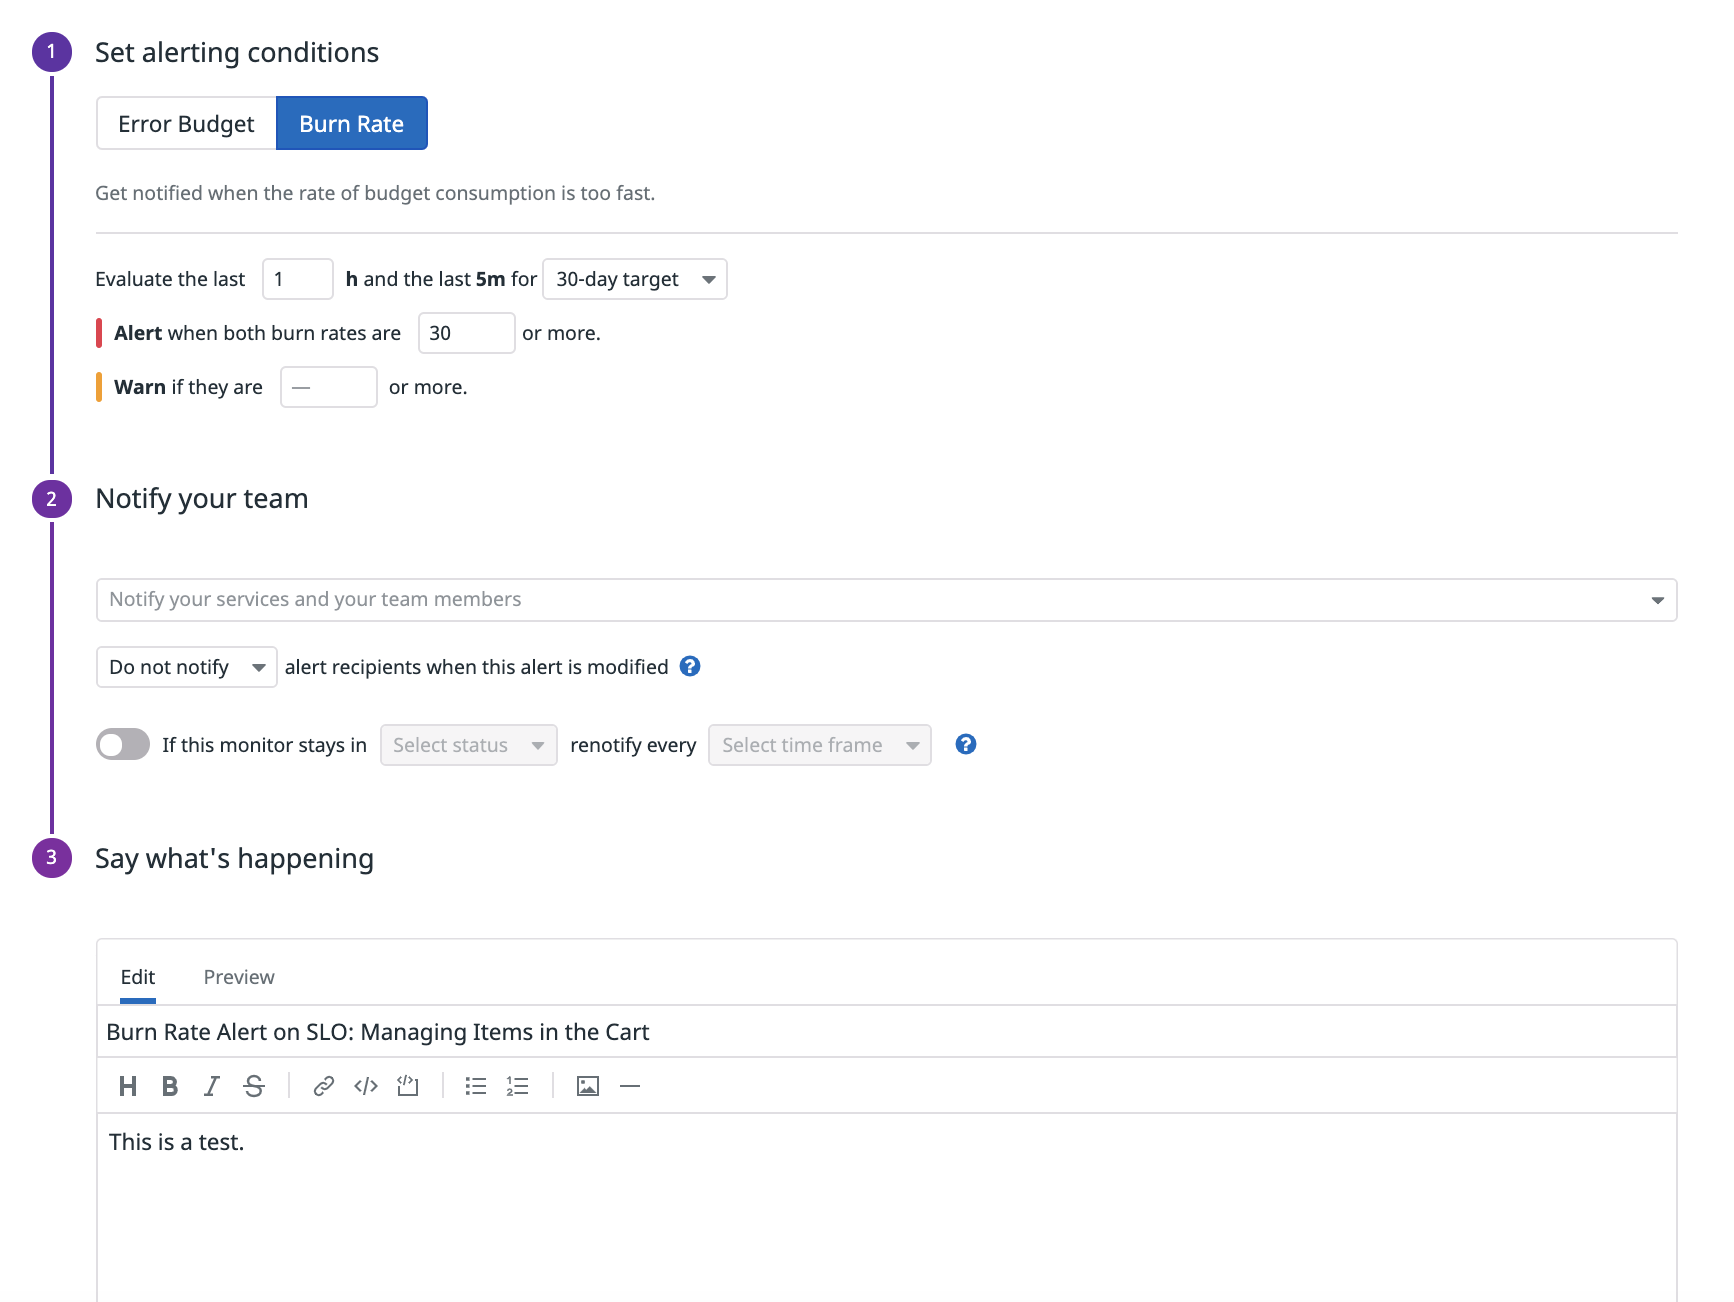 1 Set alerting conditions
Error Budget Burn Rate
Get notified when the rate of budget consumption is too fast.
Evaluate the last 1 h and the last 5m for 30-day target
Alert when both burn rates are 30 or more.
Warn if they are — or more.
2 Notify your team
Notify your services and your team members
Do not notify alert recipients when this alert is modified ?
If this monitor stays in Select status renotify every Select time frame ?
3 Say what's happening
Edit Preview
Burn Rate Alert on SLO: Managing Items in the Cart
H B I S </> </>
This is a test.